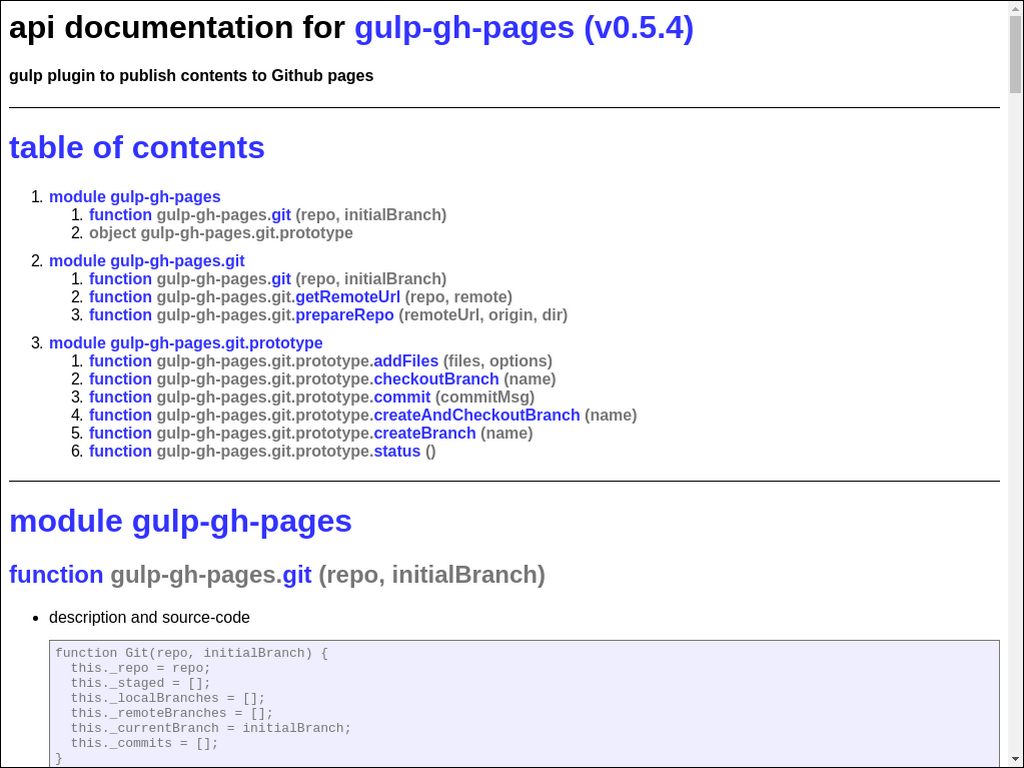 api documentation for gulp-gh-pages (v0.5.4)
gulp plugin to publish contents to Github pages
table of contents
1. module gulp-gh-pages
1. function gulp-gh-pages.git (repo, initialBranch)
2. object gulp-gh-pages.git.prototype
2. module gulp-gh-pages.git
1. function gulp-gh-pages.git (repo, initialBranch)
2. function gulp-gh-pages.git.getRemoteUrl (repo, remote)
3. function gulp-gh-pages.git.prepareRepo (remoteUrl, origin, dir)
3. module gulp-gh-pages.git.prototype
1. function gulp-gh-pages.git.prototype.addFiles (files, options)
2. function gulp-gh-pages.git.prototype.checkoutBranch (name)
3. function gulp-gh-pages.git.prototype.commit (commitMsg)
4. function gulp-gh-pages.git.prototype.createAndCheckoutBranch (name)
5. function gulp-gh-pages.git.prototype.createBranch (name)
6. function gulp-gh-pages.git.prototype.status ()
module gulp-gh-pages
function gulp-gh-pages.git (repo, initialBranch)
• description and source-code
function Git(repo, initialBranch) {
  this._repo = repo;
  this._staged = [];
  this._localBranches = [];
  this._remoteBranches = [];
  this._currentBranch = initialBranch;
  this._commits = [];
}